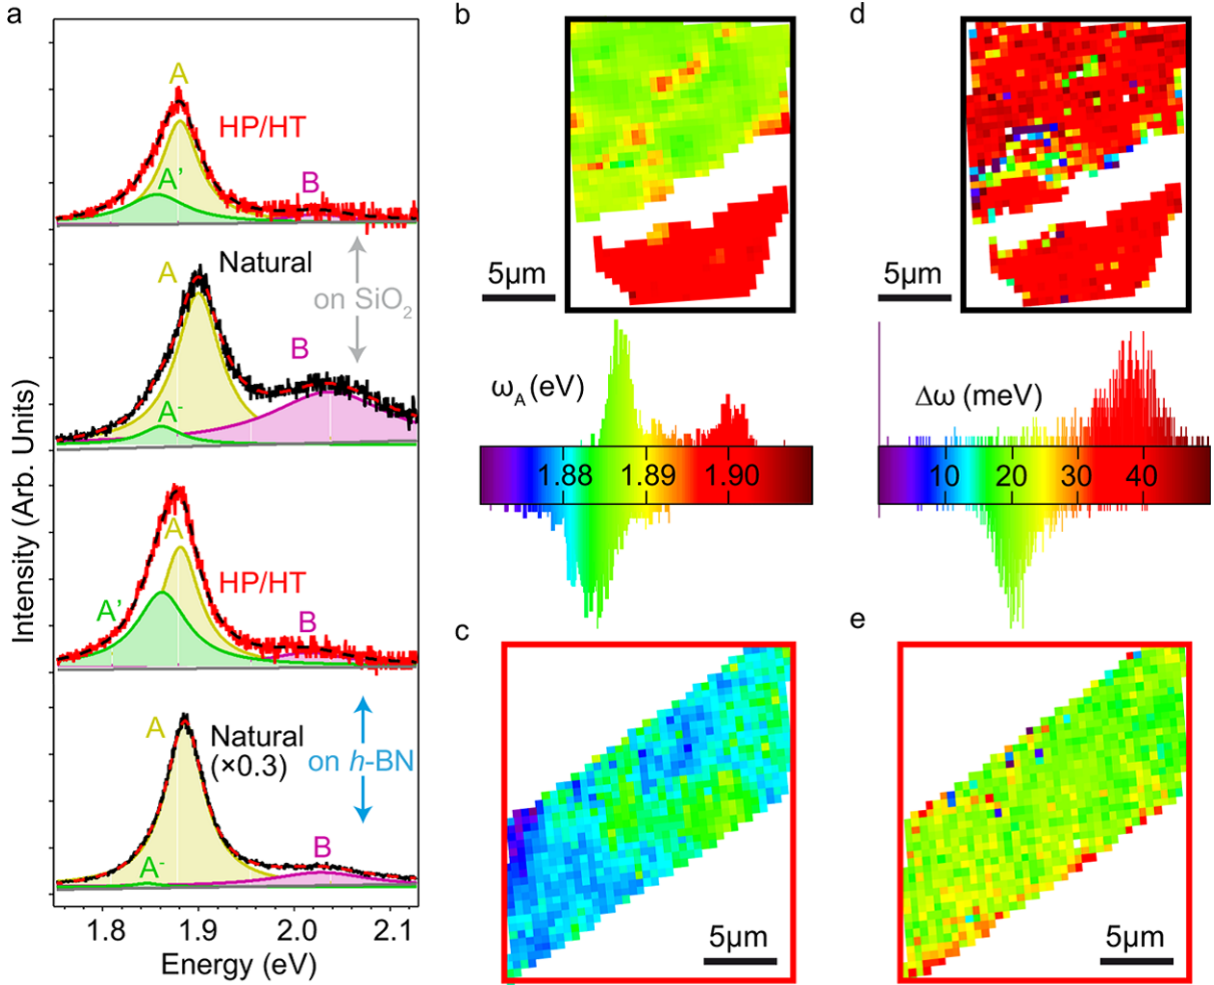 a
A
HP/HT
A'
B
Natural
A
on SiO2
B
A-
A
HP/HT
A'
B
A
Natural
(×0.3)
on h-BN
B
A-
1.8 1.9 2.0 2.1
Energy (eV)
Intensity (Arb. Units)
b
5μm
ωA (eV)
1.88 1.89 1.90
c
5μm
d
5μm
Δω (meV)
10 20 30 40
e
5μm